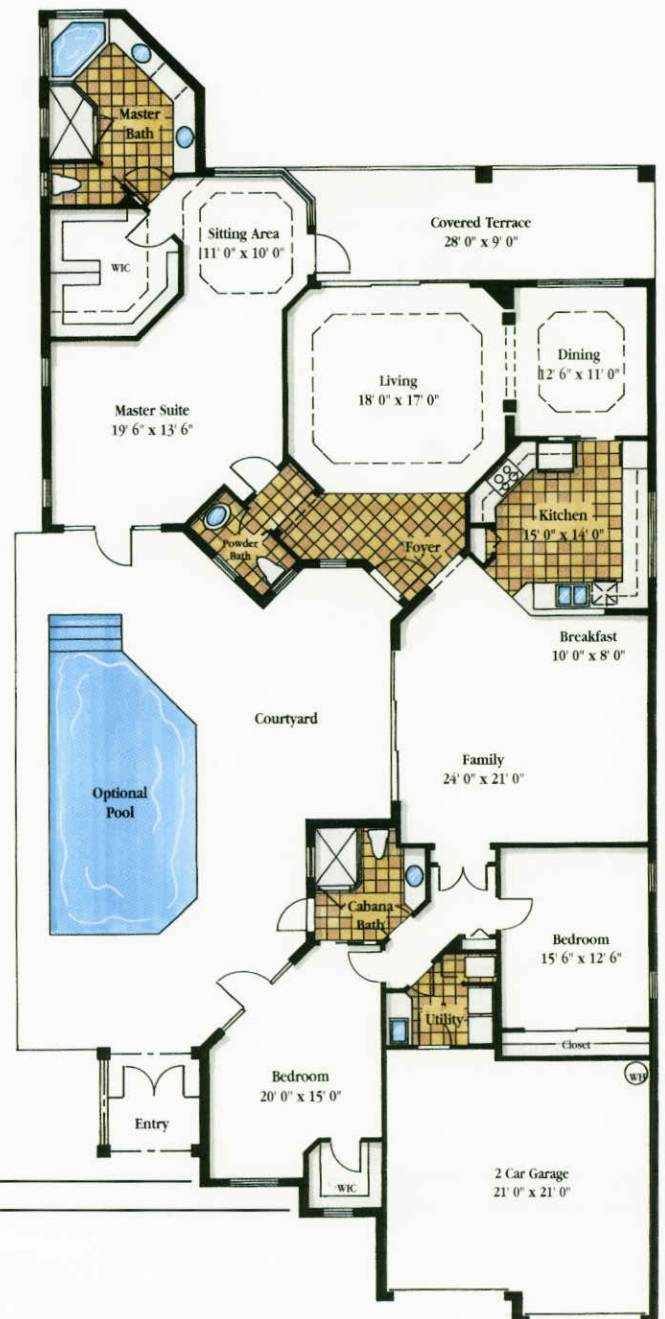 Master
Bath
Sitting Area
11' 0" x 10' 0"
Covered Terrace
28' 0" x 9' 0"
WIC
Living
18' 0" x 17' 0"
Dining
12' 6" x 11' 0"
Master Suite
19' 6" x 13' 6"
Kitchen
15' 0" x 14' 0"
Powder
Bath
Foyer
Breakfast
10' 0" x 8' 0"
Courtyard
Family
24' 0" x 21' 0"
Optional
Pool
Cabana
Bath
Bedroom
15' 6" x 12' 6"
Utility
Closet
Bedroom
20' 0" x 15' 0"
WH
Entry
2 Car Garage
21' 0" x 21' 0"
WIC